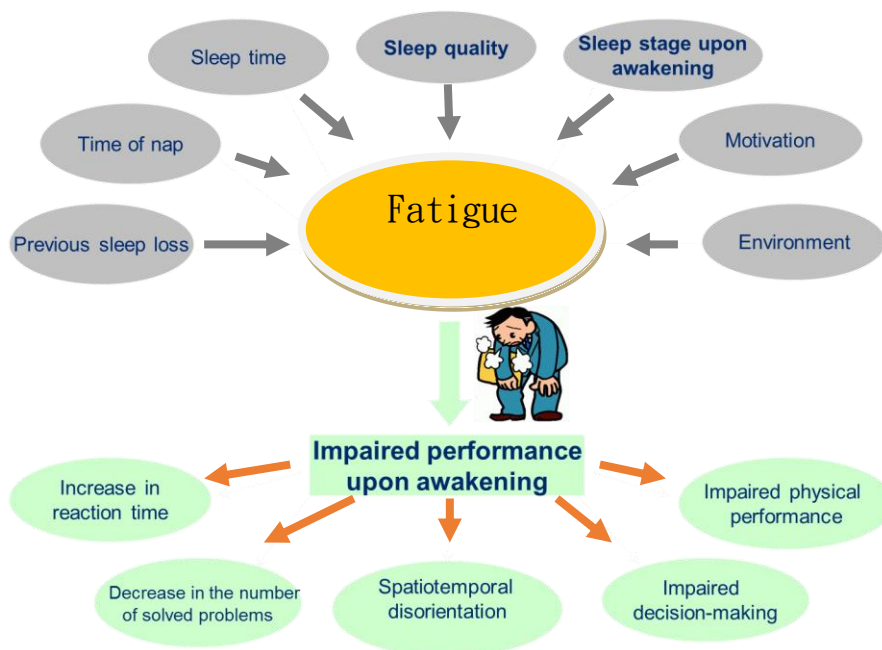 Sleep time
Sleep quality
Sleep stage upon
awakening
Time of nap
Motivation
Previous sleep loss
Environment
Fatigue
Impaired performance
upon awakening
Increase in
reaction time
Impaired physical
performance
Decrease in the number
of solved problems
Spatiotemporal
disorientation
Impaired
decision-making